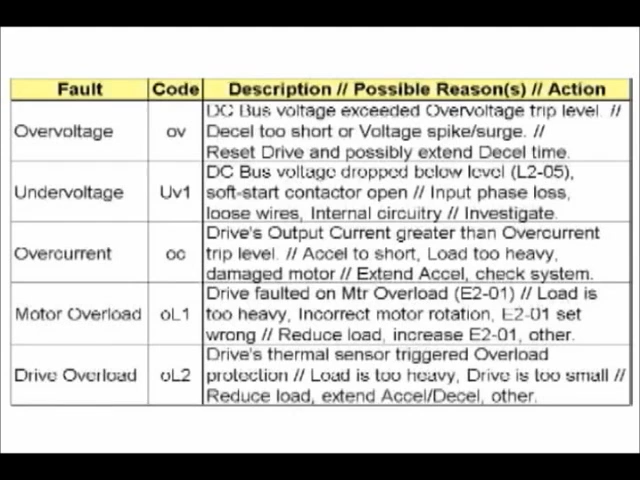 Fault Code Description // Possible Reason(s) // Action
Overvoltage ov DC Bus voltage exceeded Overvoltage trip level. //
Decel too short or Voltage spike/surge. //
Reset Drive and possibly extend Decel time.
Undervoltage Uv1 DC Bus voltage dropped below level (L2-05),
soft-start contactor open // Input phase loss,
loose wires, Internal circuitry // Investigate.
Overcurrent oc Drive's Output Current greater than Overcurrent
trip level. // Accel to short, Load too heavy,
damaged motor // Extend Accel, check system.
Motor Overload oL1 Drive faulted on Mtr Overload (E2-01) // Load is
too heavy, Incorrect motor rotation, E2-01 set
wrong // Reduce load, increase E2-01, other.
Drive Overload oL2 Drive's thermal sensor triggered Overload
protection // Load is too heavy, Drive is too small //
Reduce load, extend Accel/Decel, other.